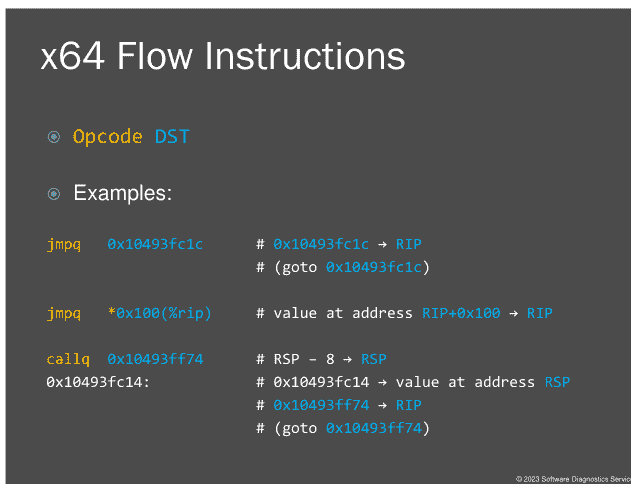 x64 Flow Instructions
Opcode DST
Examples:
jmpq 0x10493fc1c # 0x10493fc1c → RIP
# (goto 0x10493fc1c)
jmpq *0x100(%rip) # value at address RIP+0x100 → RIP
callq 0x10493ff74 # RSP – 8 → RSP
0x10493fc14: # 0x10493fc14 → value at address RSP
# 0x10493ff74 → RIP
# (goto 0x10493ff74)
© 2023 Software Diagnostics Servic